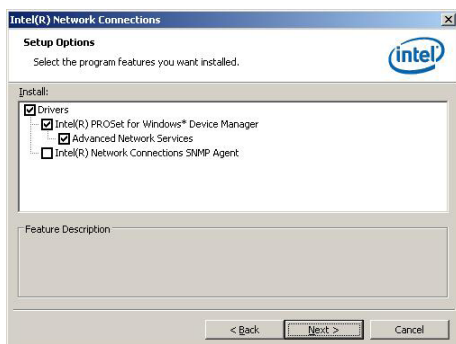 Intel(R) Network Connections
Setup Options
Select the program features you want installed.
intel
Install:
Drivers
Intel(R) PROSet for Windows* Device Manager
Advanced Network Services
Intel(R) Network Connections SNMP Agent
Feature Description
< Back
Next >
Cancel